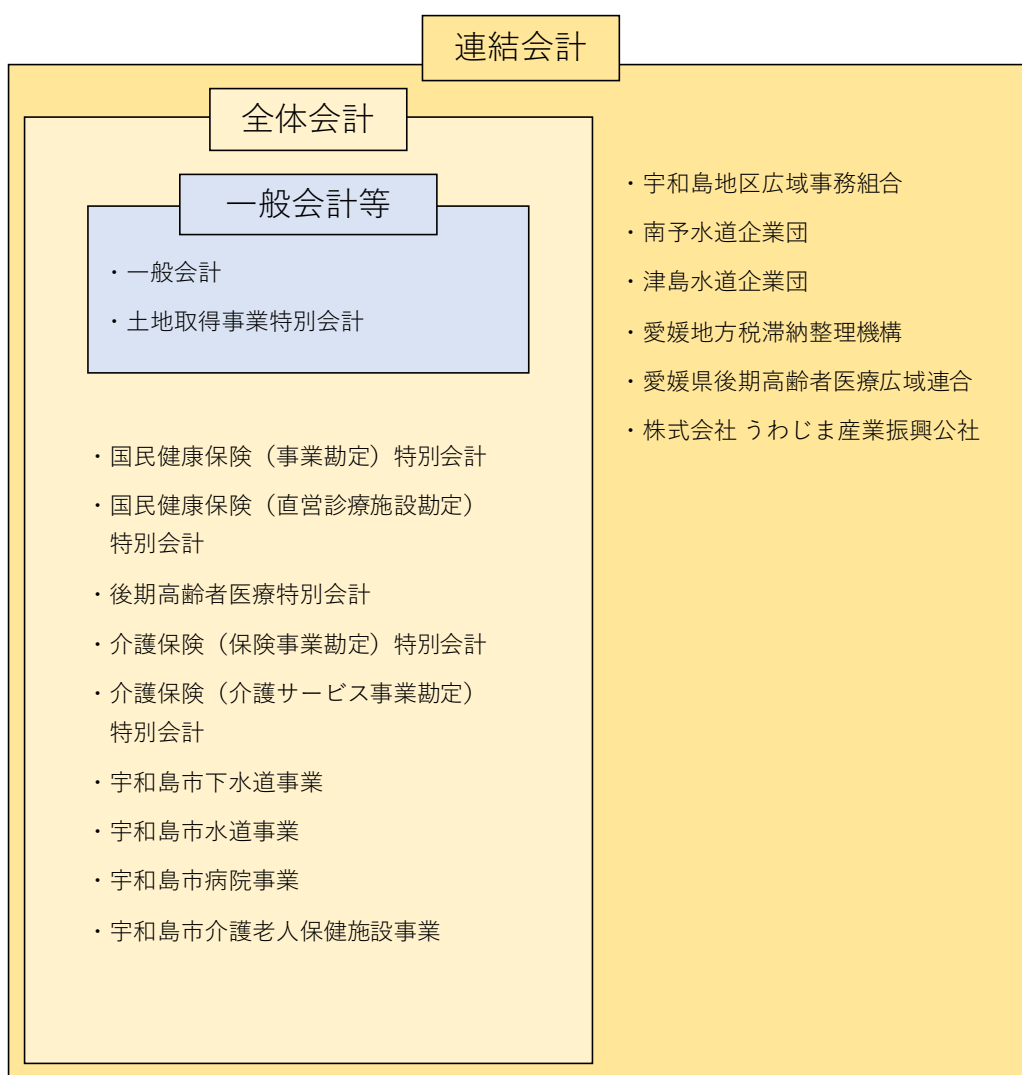 連結会計
全体会計
一般会計等
・一般会計
・土地取得事業特別会計
・国民健康保険（事業勘定）特別会計
・国民健康保険（直営診療施設勘定）
特別会計
・後期高齢者医療特別会計
・介護保険（保険事業勘定）特別会計
・介護保険（介護サービス事業勘定）
特別会計
・宇和島市下水道事業
・宇和島市水道事業
・宇和島市病院事業
・宇和島市介護老人保健施設事業
・宇和島地区広域事務組合
・南予水道企業団
・津島水道企業団
・愛媛地方税滞納整理機構
・愛媛県後期高齢者医療広域連合
・株式会社 うわじま産業振興公社